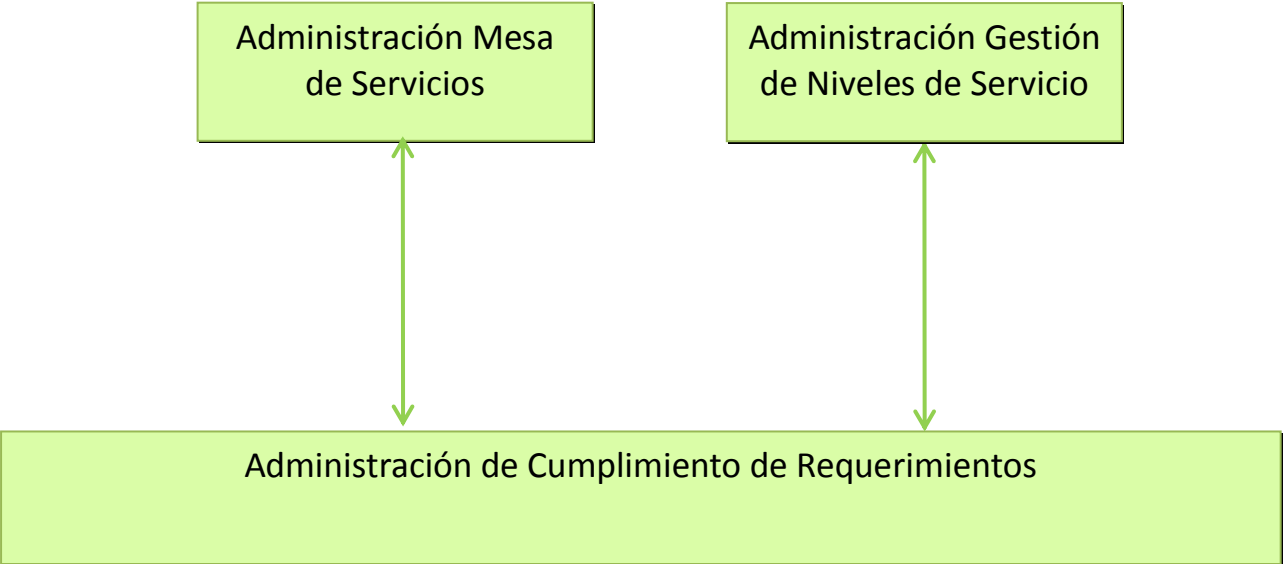 Administración Mesa
de Servicios
Administración Gestión
de Niveles de Servicio
Administración de Cumplimiento de Requerimientos